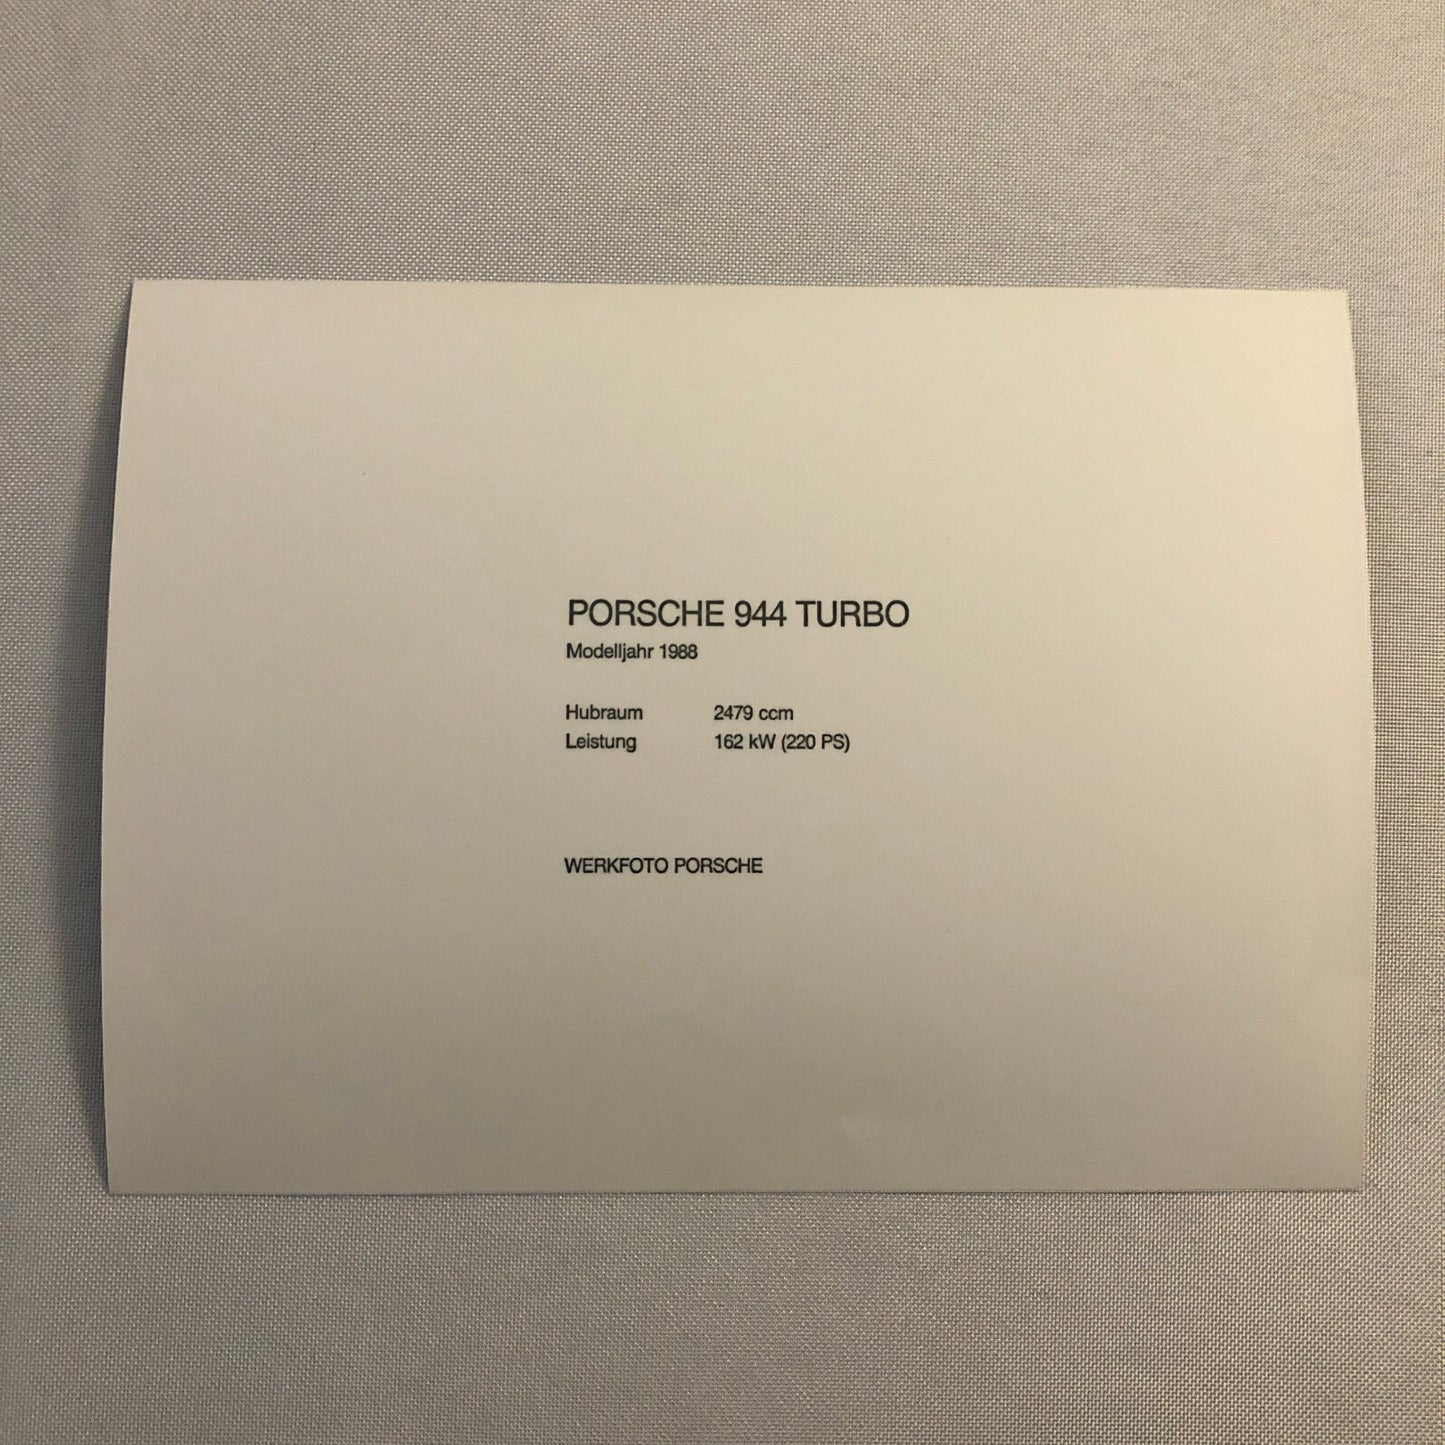 PORSCHE 944 TURBO
Modelljahr 1988
Hubraum 2479 ccm
Leistung 162 kW (220 PS)
WERKFOTO PORSCHE